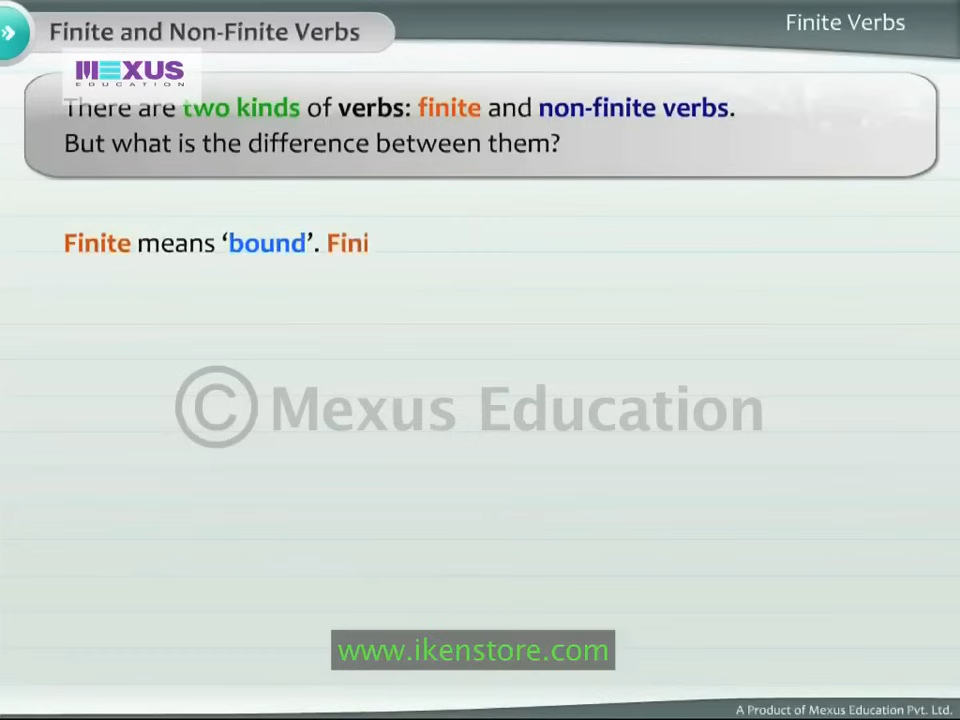 Finite and Non-Finite Verbs
Finite Verbs
MEXUS
EDUCATION
There are two kinds of verbs: finite and non-finite verbs.
But what is the difference between them?
Finite means ‘bound’. Fini
© Mexus Education
www.ikenstore.com
A Product of Mexus Education Pvt. Ltd.